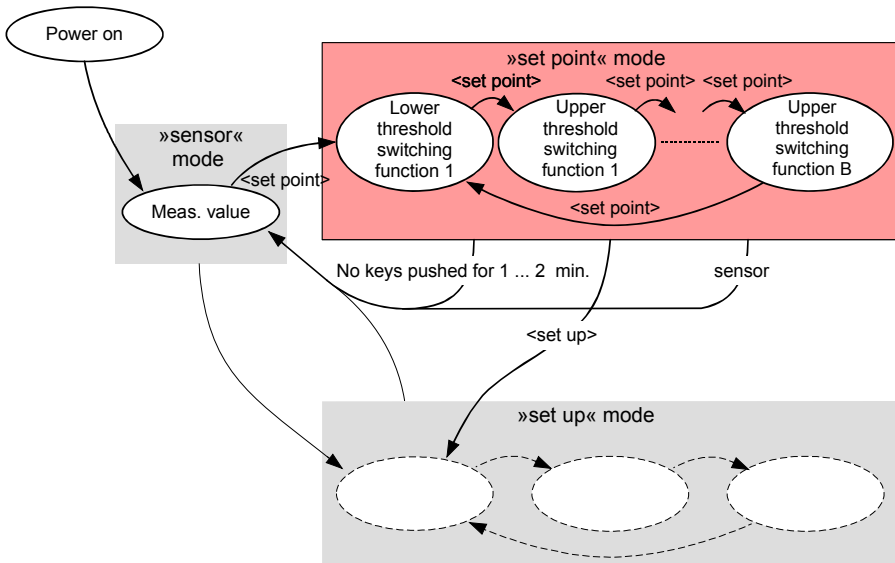 Power on
»set point« mode
<set point>
<set point>
<set point>
Lower
threshold
switching
function 1
Upper
threshold
switching
function 1
Upper
threshold
switching
function B
»sensor«
mode
<set point>
Meas. value
<set point>
No keys pushed for 1 ... 2 min.
sensor
<set up>
»set up« mode